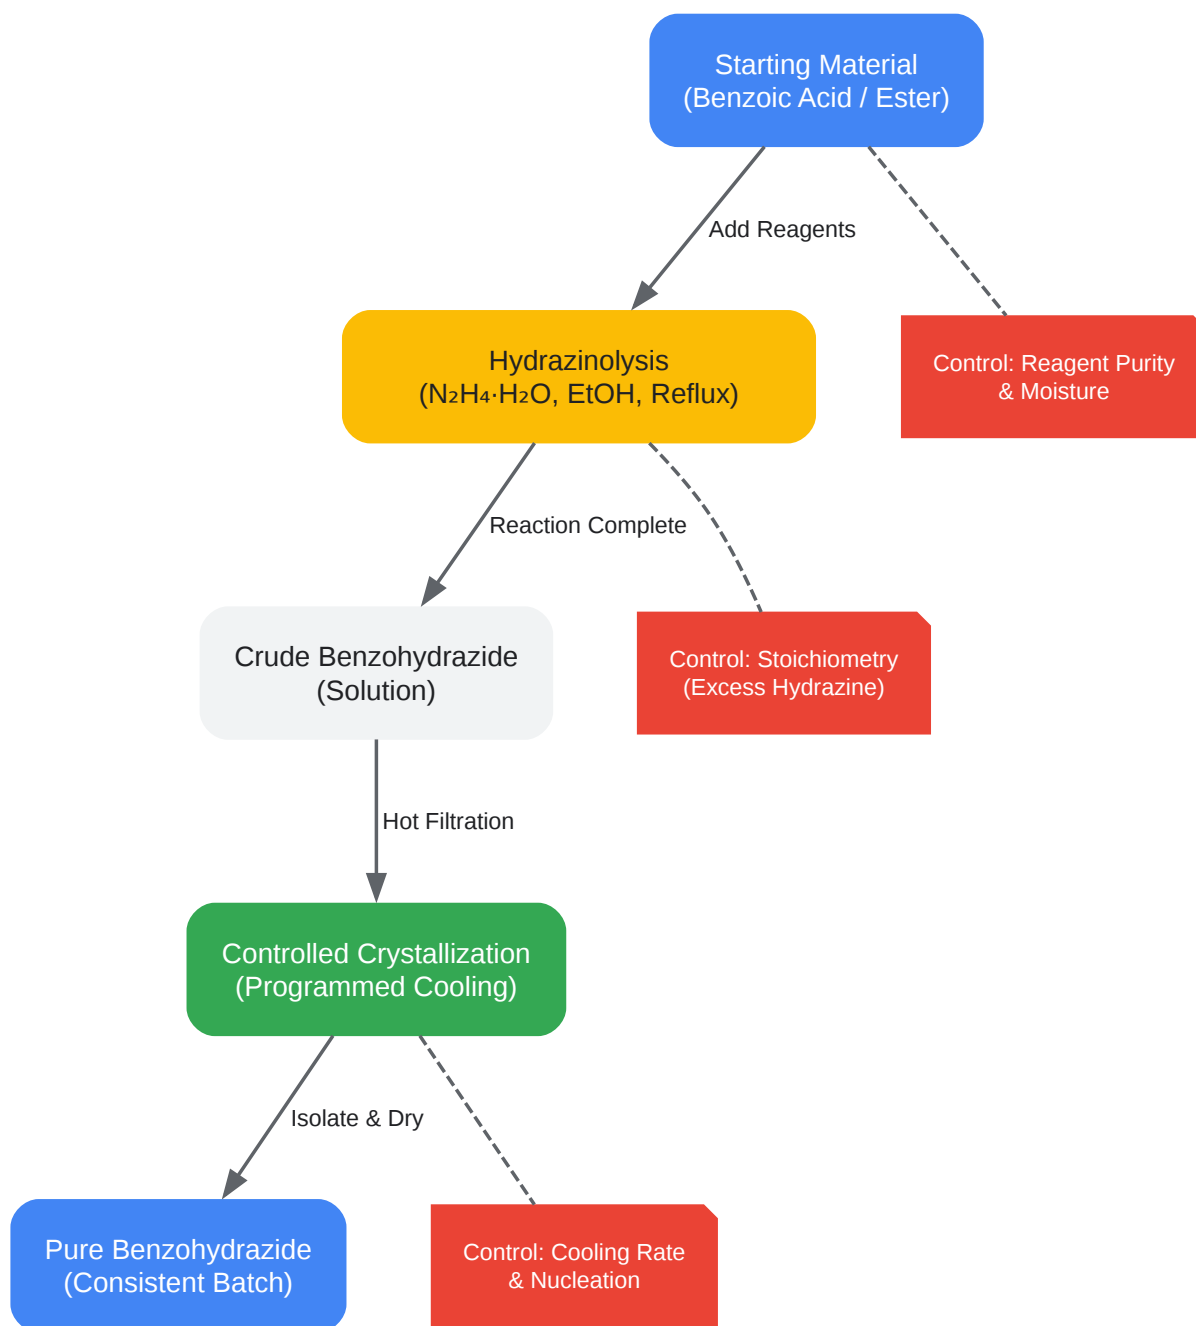 Starting Material
(Benzoic Acid / Ester)
Add Reagents
Hydrazinolysis
(N₂H₄·H₂O, EtOH, Reflux)
Control: Reagent Purity
& Moisture
Reaction Complete
Crude Benzohydrazide
(Solution)
Control: Stoichiometry
(Excess Hydrazine)
Hot Filtration
Controlled Crystallization
(Programmed Cooling)
Isolate & Dry
Pure Benzohydrazide
(Consistent Batch)
Control: Cooling Rate
& Nucleation